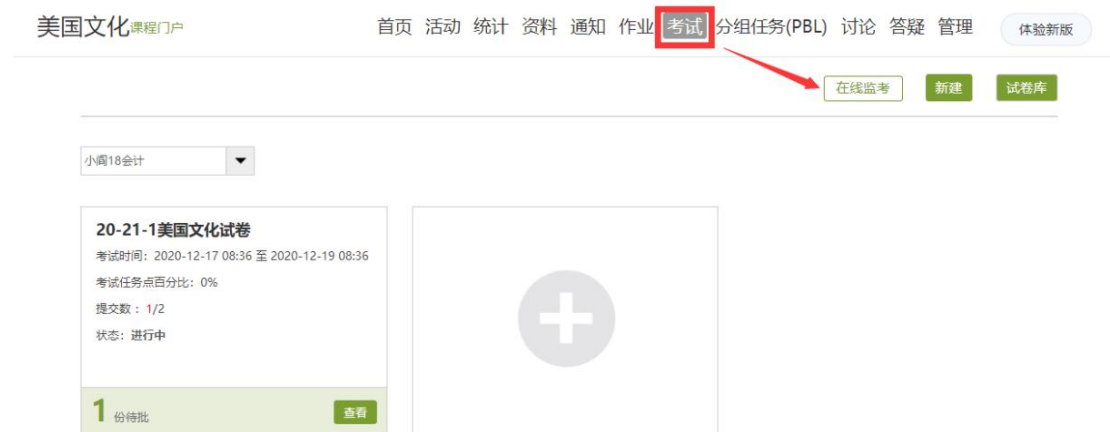 美国文化课程门户 首页 活动 统计 资料 通知 作业 考试 分组任务(PBL) 讨论 答疑 管理 体验新版
在线监考 新建 试卷库
小阎18会计
20-21-1美国文化试卷
考试时间：2020-12-17 08:36 至 2020-12-19 08:36
考试任务点百分比：0%
提交数：1/2
状态：进行中
1 份待批 查看